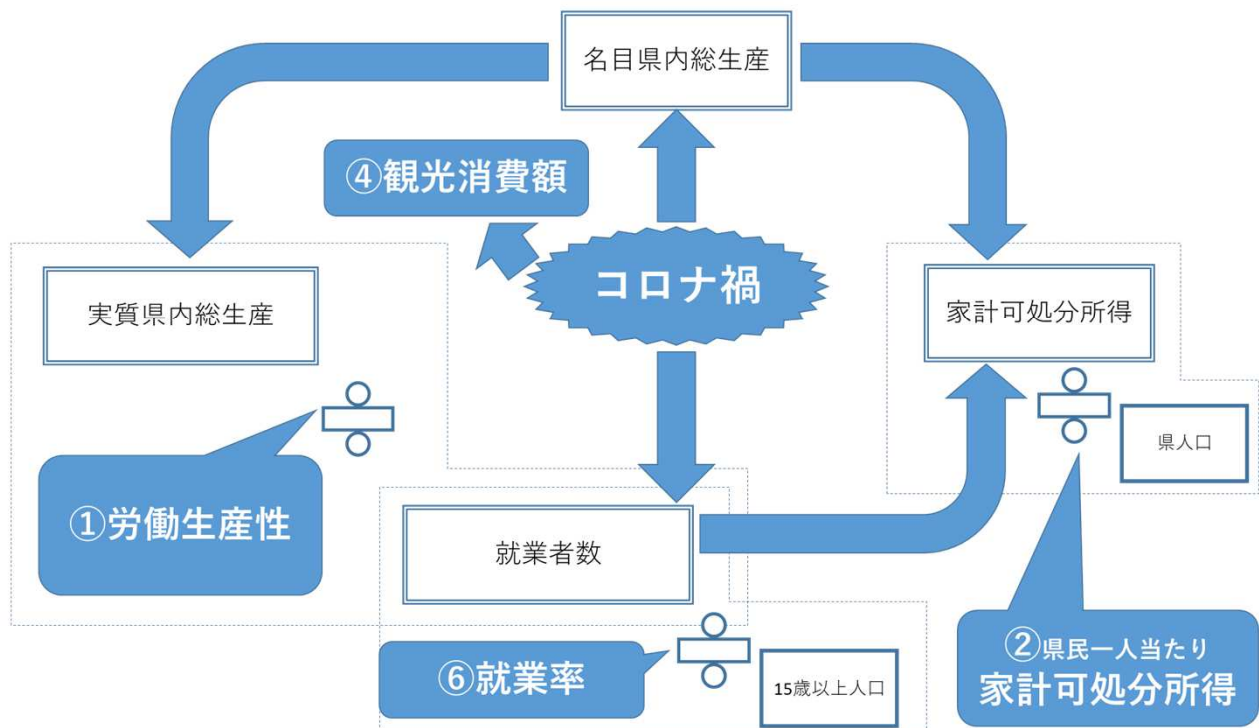 名目県内総生産
④観光消費額
コロナ禍
実質県内総生産
家計可処分所得
県人口
①労働生産性
就業者数
⑥就業率
15歳以上人口
②県民一人当たり
家計可処分所得